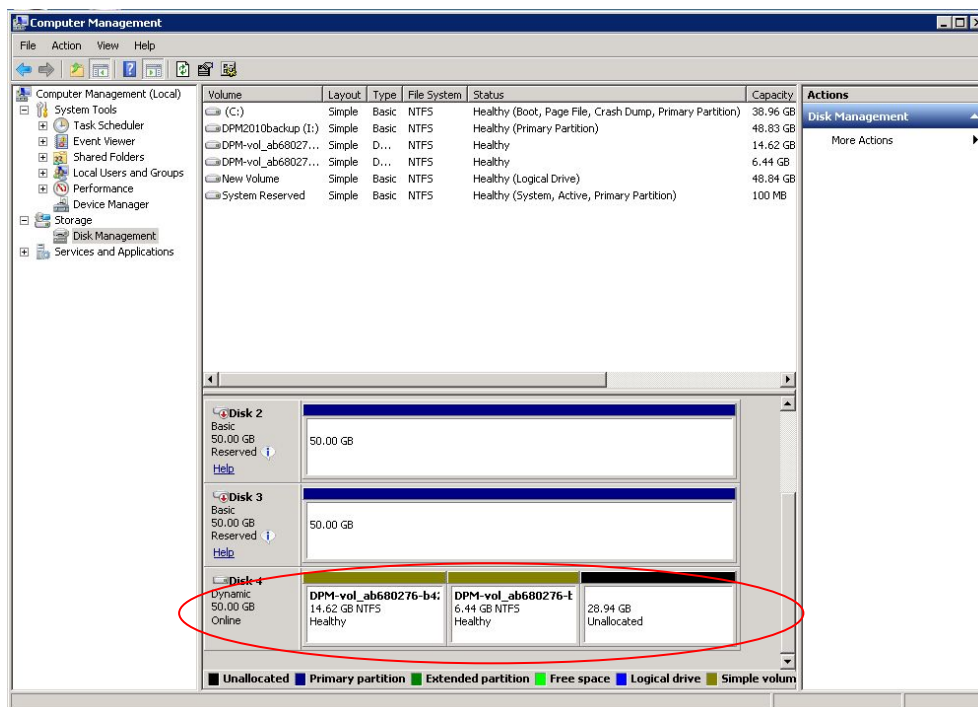 Computer Management
File Action View Help
Computer Management (Local)
System Tools
Task Scheduler
Event Viewer
Shared Folders
Local Users and Groups
Performance
Device Manager
Storage
Disk Management
Services and Applications
Volume Layout Type File System Status Capacity
(C:) Simple Basic NTFS Healthy (Boot, Page File, Crash Dump, Primary Partition) 38.96 GB
DPM2010backup (I:) Simple Basic NTFS Healthy (Primary Partition) 48.83 GB
DPM-vol_ab68027... Simple D... NTFS Healthy 14.62 GB
DPM-vol_ab68027... Simple D... NTFS Healthy 6.44 GB
New Volume Simple Basic NTFS Healthy (Logical Drive) 48.84 GB
System Reserved Simple Basic NTFS Healthy (System, Active, Primary Partition) 100 MB
Actions
Disk Management
More Actions
Disk 2
Basic
50.00 GB
Reserved
Help
50.00 GB
Disk 3
Basic
50.00 GB
Reserved
Help
50.00 GB
Disk 4
Dynamic
50.00 GB
Online
DPM-vol_ab680276-b4
14.62 GB NTFS
Healthy
DPM-vol_ab680276-
6.44 GB NTFS
Healthy
28.94 GB
Unallocated
Unallocated Primary partition Extended partition Free space Logical drive Simple volum